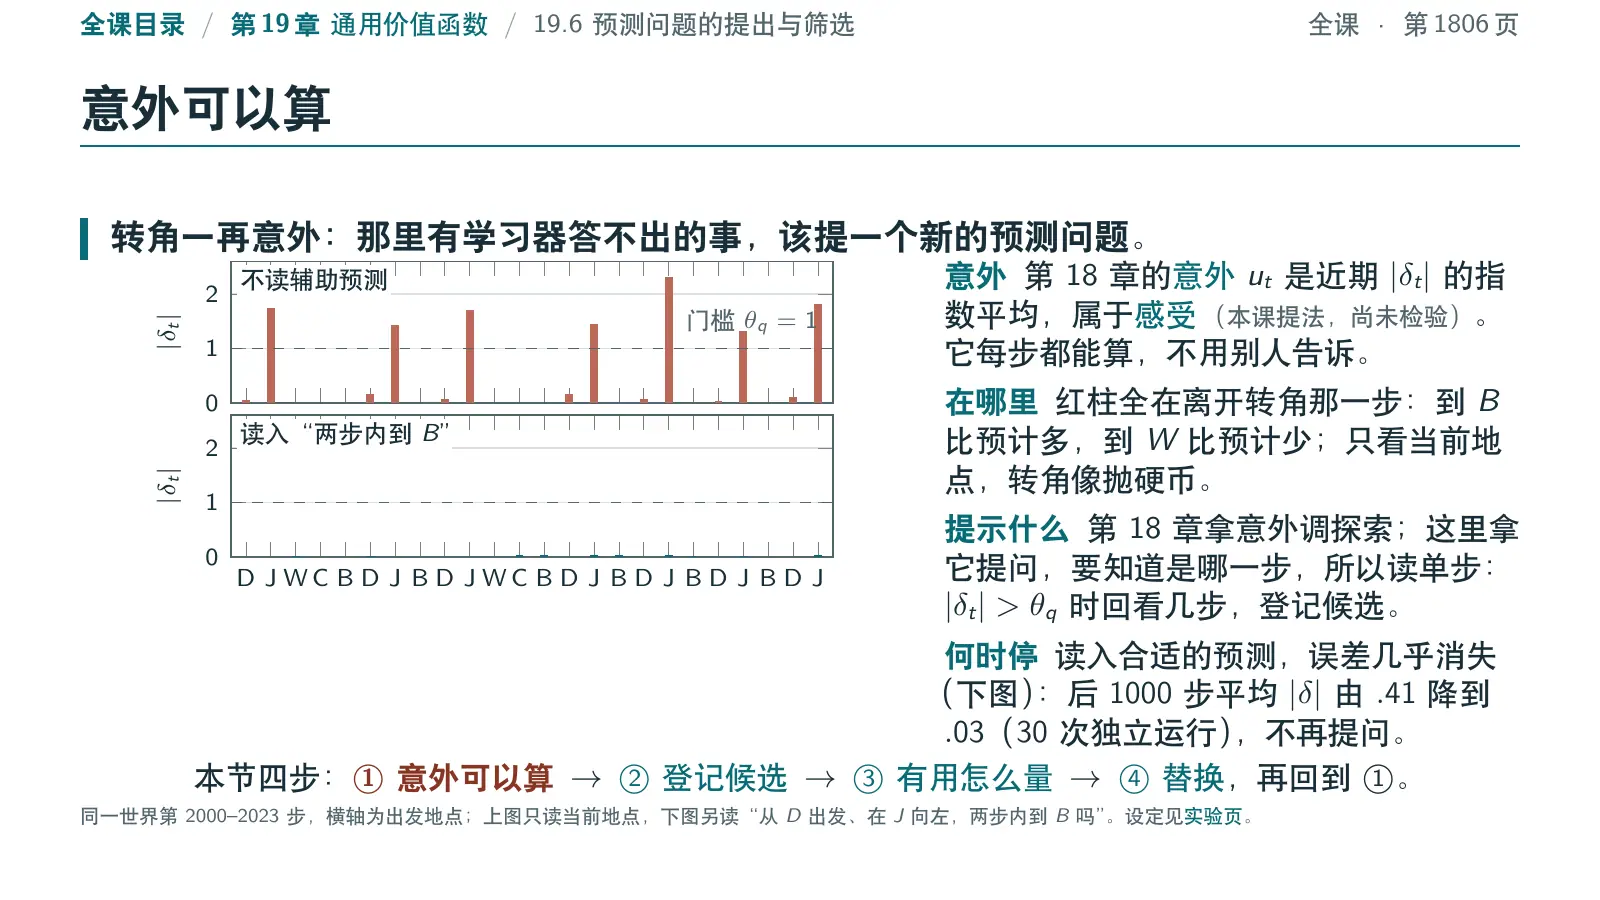 全课目录 / 第 19 章 通用价值函数 / 19.6 预测问题的提出与筛选
全课 · 第 1806 页
意外可以算
转角一再意外：那里有学习器答不出的事，该提一个新的预测问题。
不读辅助预测
门槛 θq = 1
|δt|
2
1
0
读入“两步内到 B”
|δt|
2
1
0
D J W C B D J B D J W C B D J B D J B D J B D J
意外 第 18 章的意外 ut 是近期 |δt| 的指
数平均，属于感受（本课提法，尚未检验）。
它每步都能算，不用别人告诉。
在哪里 红柱全在离开转角那一步：到 B
比预计多，到 W 比预计少；只看当前地
点，转角像抛硬币。
提示什么 第 18 章拿意外调探索；这里拿
它提问，要知道是哪一步，所以读单步：
|δt| > θq 时回看几步，登记候选。
何时停 读入合适的预测，误差几乎消失
（下图）：后 1000 步平均 |δ| 由 .41 降到
.03（30 次独立运行），不再提问。
本节四步：① 意外可以算 → ② 登记候选 → ③ 有用怎么量 → ④ 替换，再回到 ①。
同一世界第 2000–2023 步，横轴为出发地点；上图只读当前地点，下图另读“从 D 出发、在 J 向左，两步内到 B 吗”。设定见实验页。